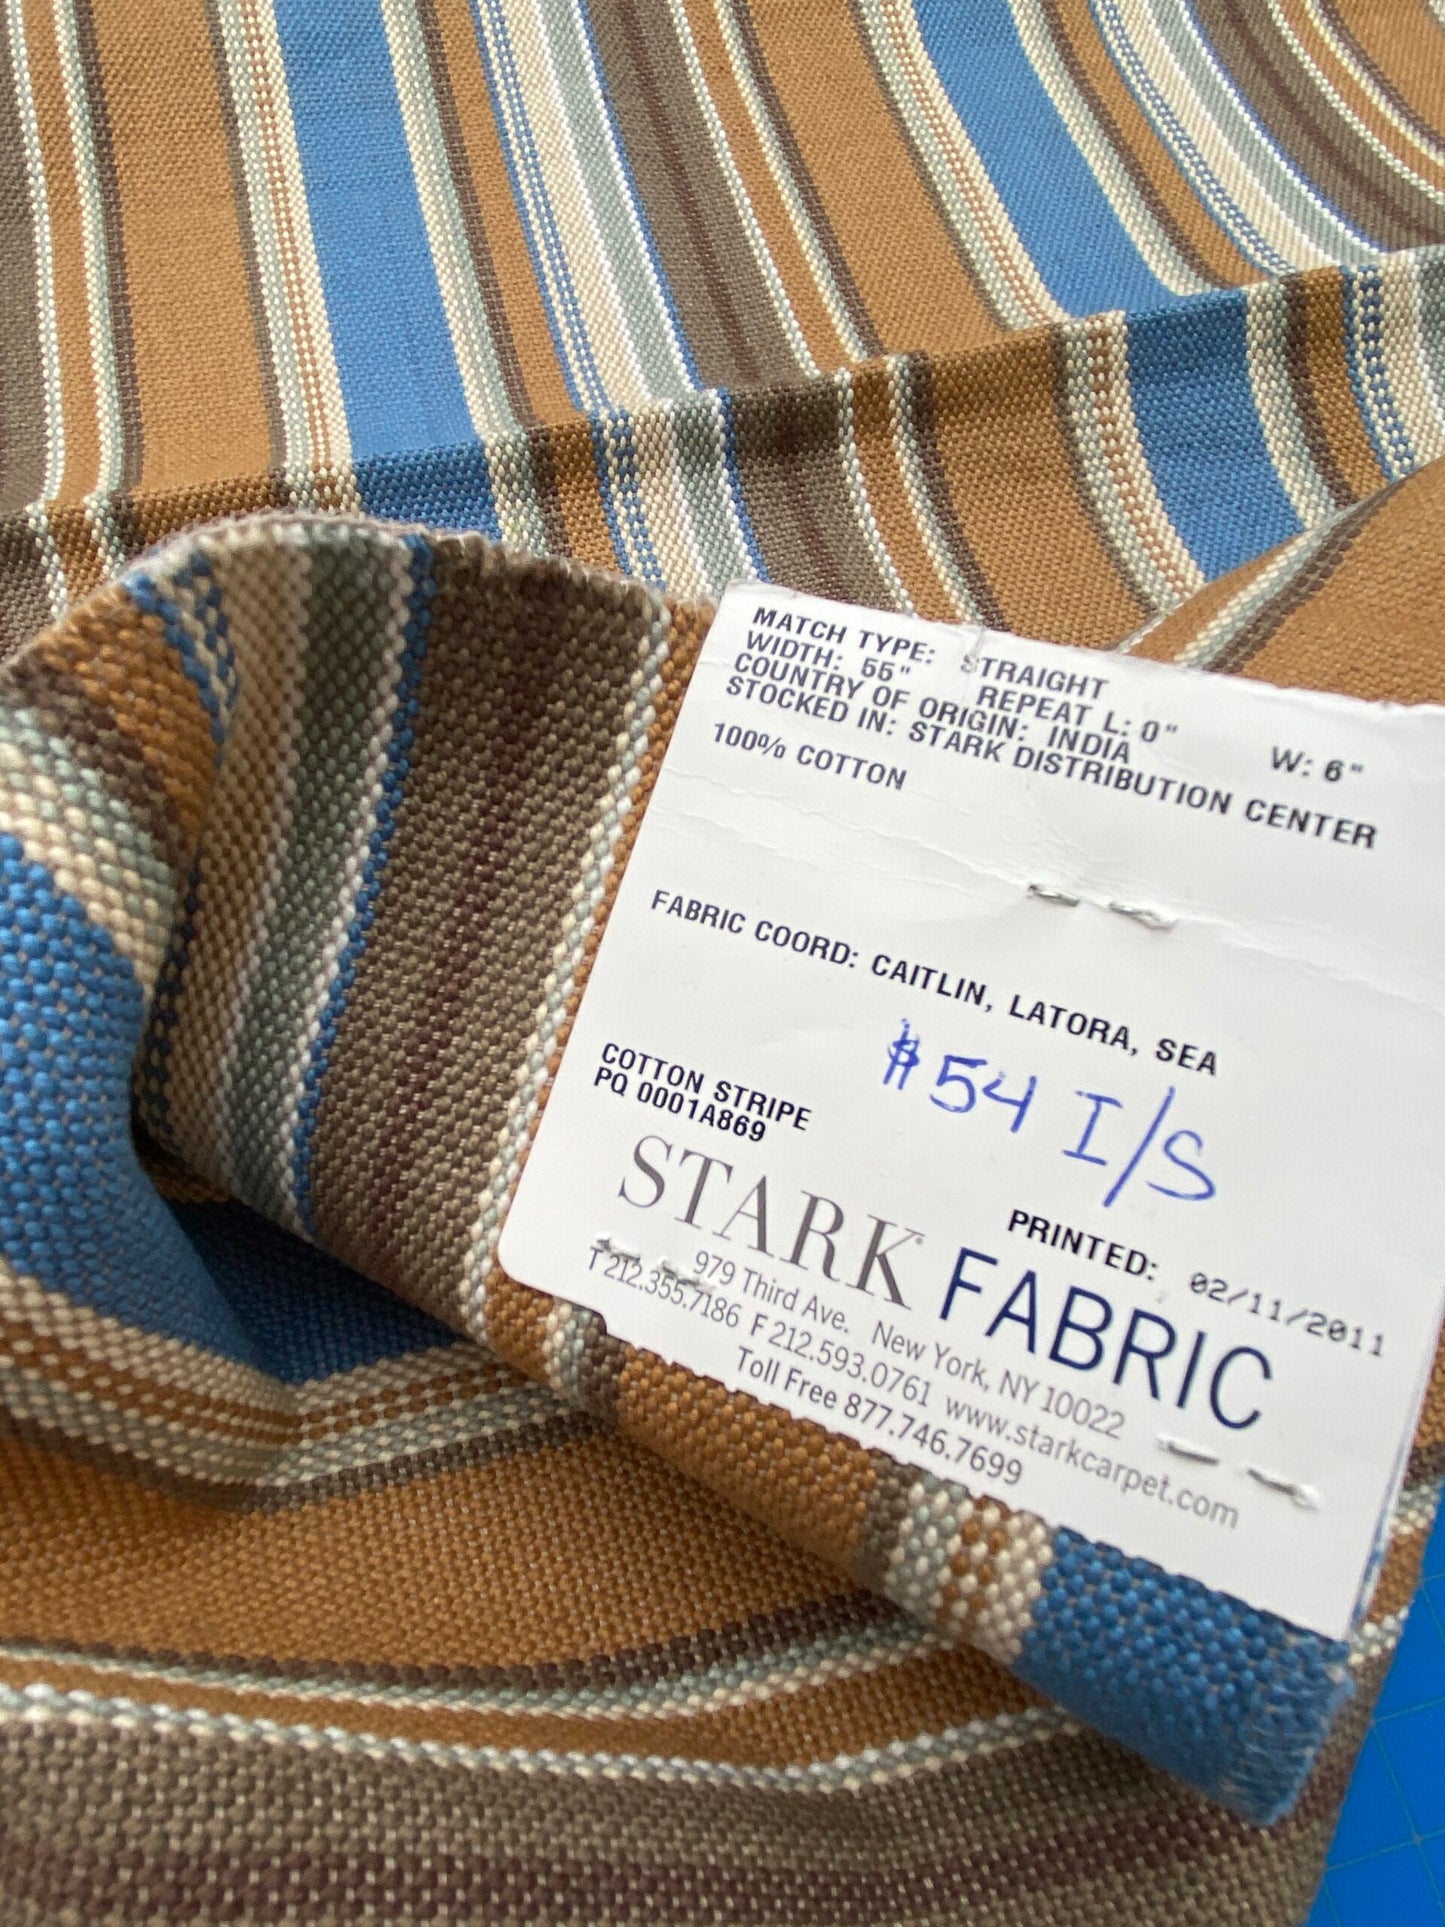 MATCH TYPE: STRAIGHT
WIDTH: 55" REPEAT L: 0" W: 6"
COUNTRY OF ORIGIN: INDIA
STOCKED IN: STARK DISTRIBUTION CENTER
100% COTTON
FABRIC COORD: CAITLIN, LATORA, SEA
$54 I/S
COTTON STRIPE
PQ 0001A869
PRINTED: 02/11/2011
STARK® FABRIC
979 Third Ave. New York, NY 10022
T 212.355.7186 F 212.593.0761 www.starkcarpet.com
Toll Free 877.746.7699